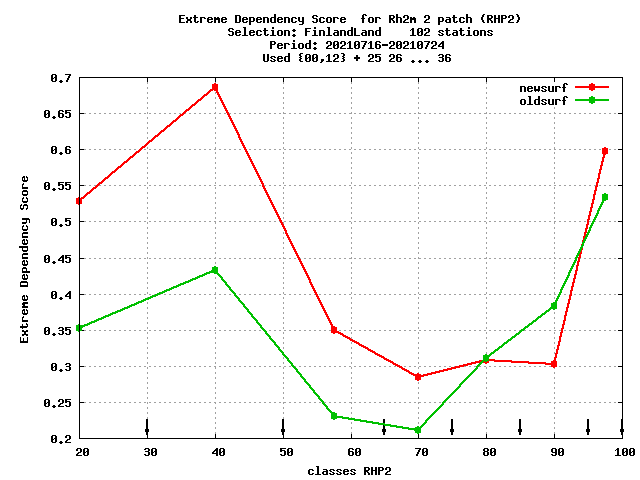 Extreme Dependency Score  for Rh2m 2 patch (RHP2)
Selection: FinlandLand    102 stations
Period: 20210716-20210724
Used {00,12} + 25 26 ... 36
newsurf
oldsurf
0.7
0.65
0.6
0.55
0.5
0.45
0.4
0.35
0.3
0.25
0.2
Extreme Dependency Score
20 30 40 50 60 70 80 90 100
classes RHP2